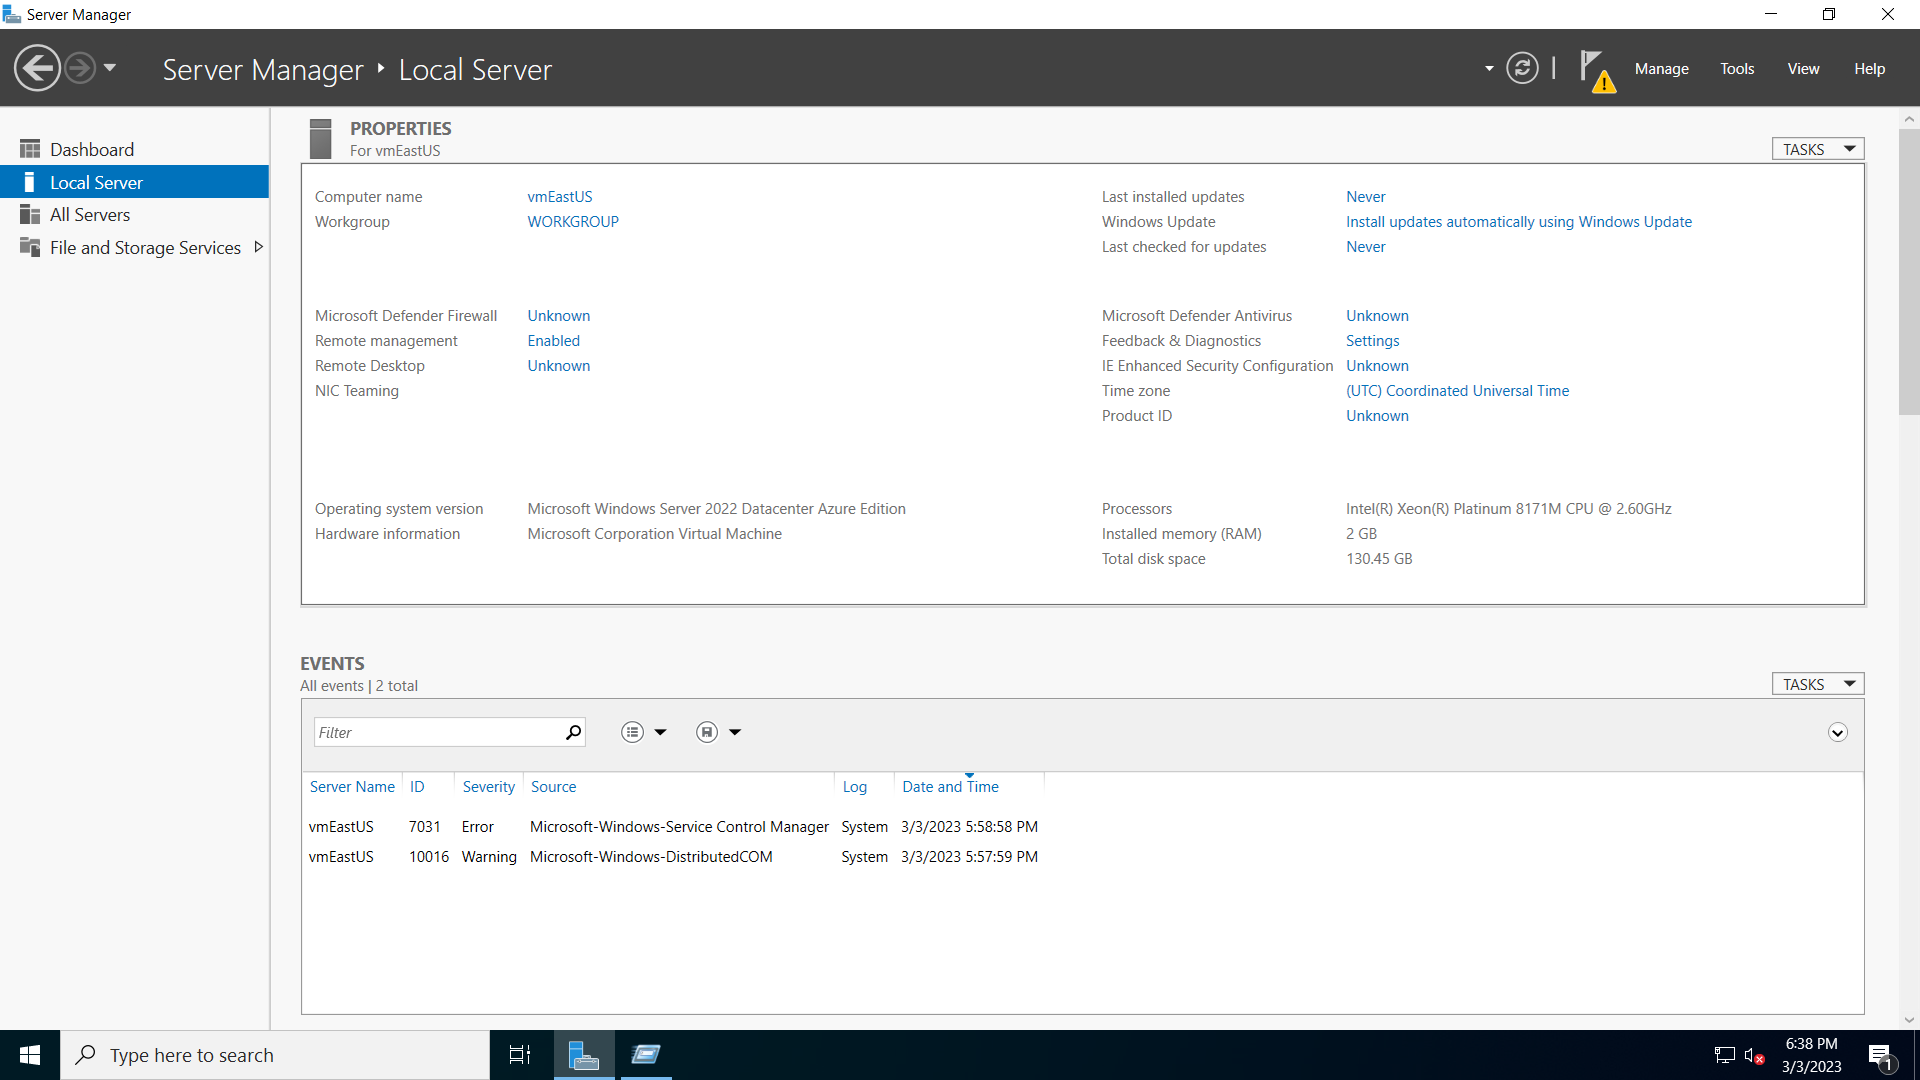 Server Manager
Server Manager ‣ Local Server
Manage Tools View Help
Dashboard
Local Server
All Servers
File and Storage Services
PROPERTIES
For vmEastUS
TASKS
Computer name vmEastUS
Workgroup WORKGROUP
Last installed updates Never
Windows Update Install updates automatically using Windows Update
Last checked for updates Never
Microsoft Defender Firewall Unknown
Remote management Enabled
Remote Desktop Unknown
NIC Teaming
Microsoft Defender Antivirus Unknown
Feedback & Diagnostics Settings
IE Enhanced Security Configuration Unknown
Time zone (UTC) Coordinated Universal Time
Product ID Unknown
Operating system version Microsoft Windows Server 2022 Datacenter Azure Edition
Hardware information Microsoft Corporation Virtual Machine
Processors Intel(R) Xeon(R) Platinum 8171M CPU @ 2.60GHz
Installed memory (RAM) 2 GB
Total disk space 130.45 GB
EVENTS
All events | 2 total
TASKS
Filter
Server Name ID Severity Source Log Date and Time
vmEastUS 7031 Error Microsoft-Windows-Service Control Manager System 3/3/2023 5:58:58 PM
vmEastUS 10016 Warning Microsoft-Windows-DistributedCOM System 3/3/2023 5:57:59 PM
Type here to search
6:38 PM
3/3/2023
1